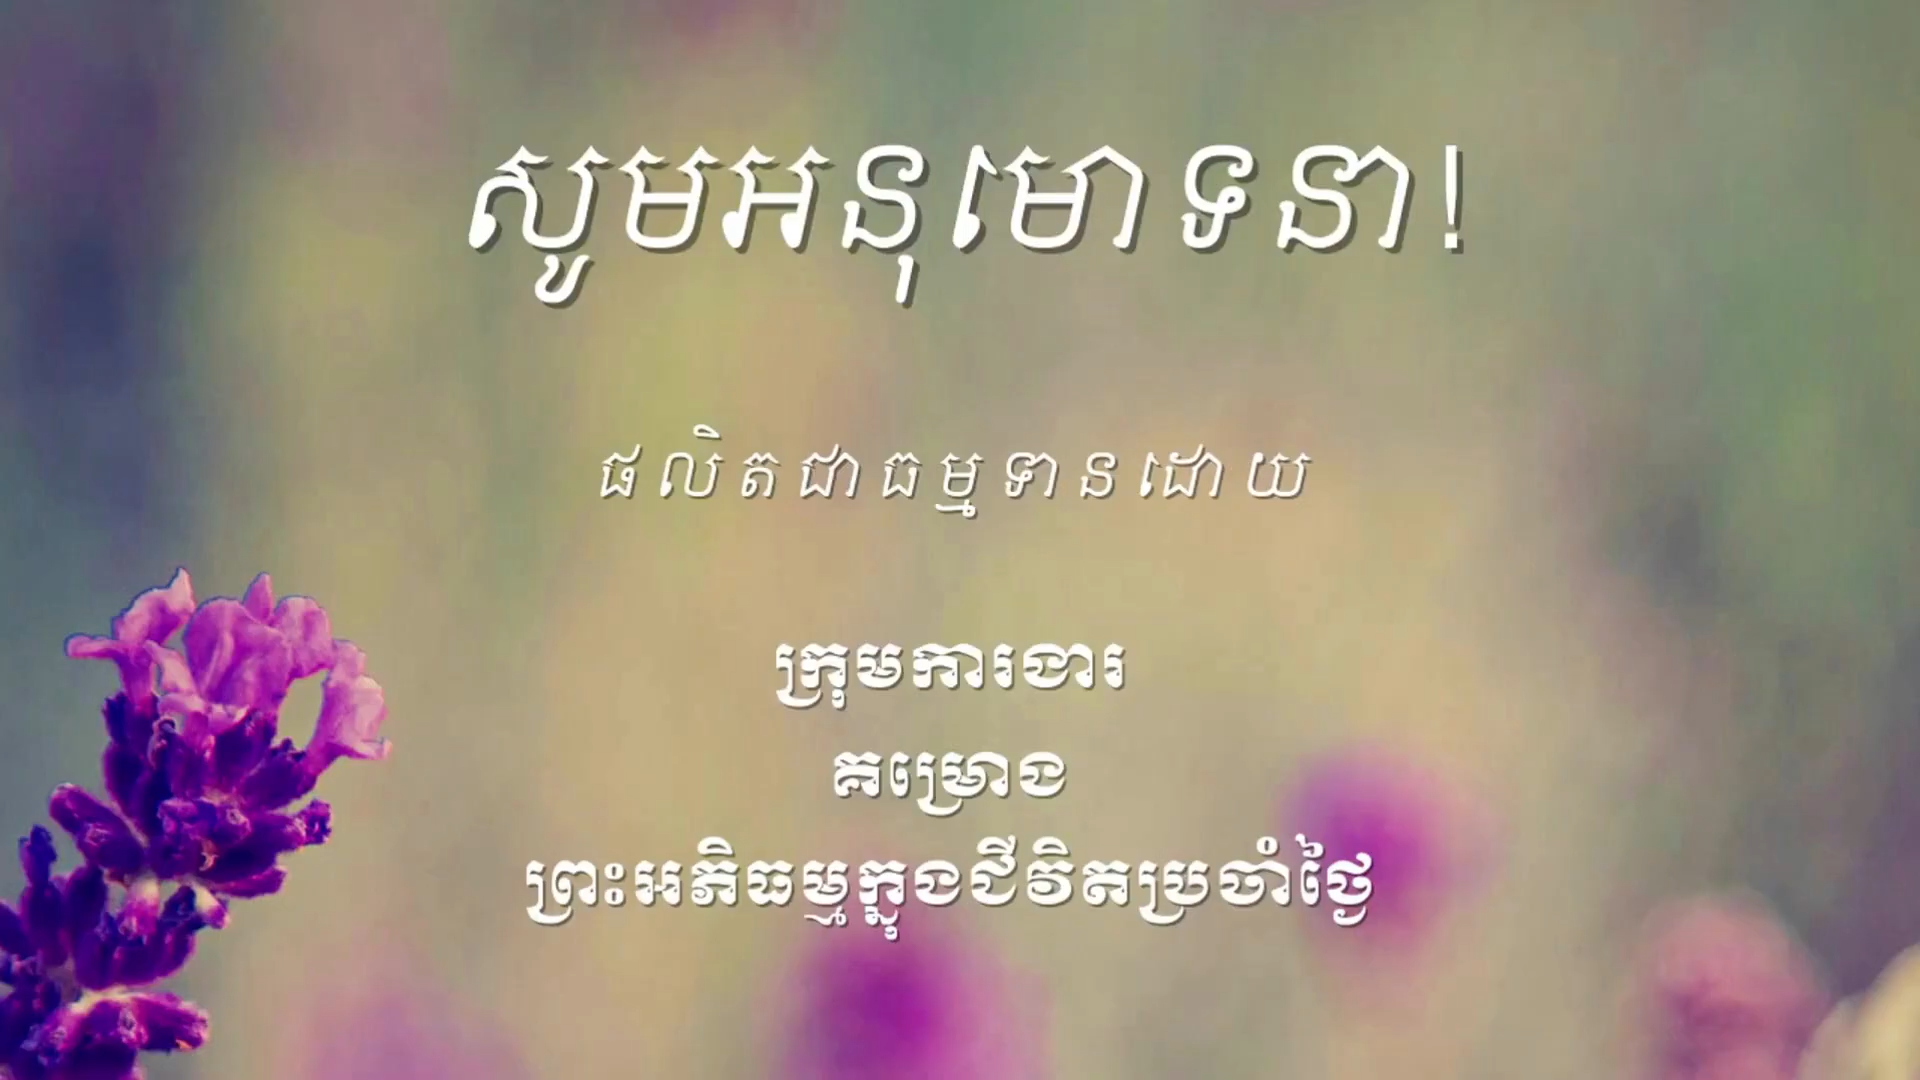 សូមអនុមោទនា!
ផលិតជាធម្មទានដោយ
ក្រុមការងារ
គម្រោង
ព្រះអភិធម្មក្នុងជីវិតប្រចាំថ្ងៃ